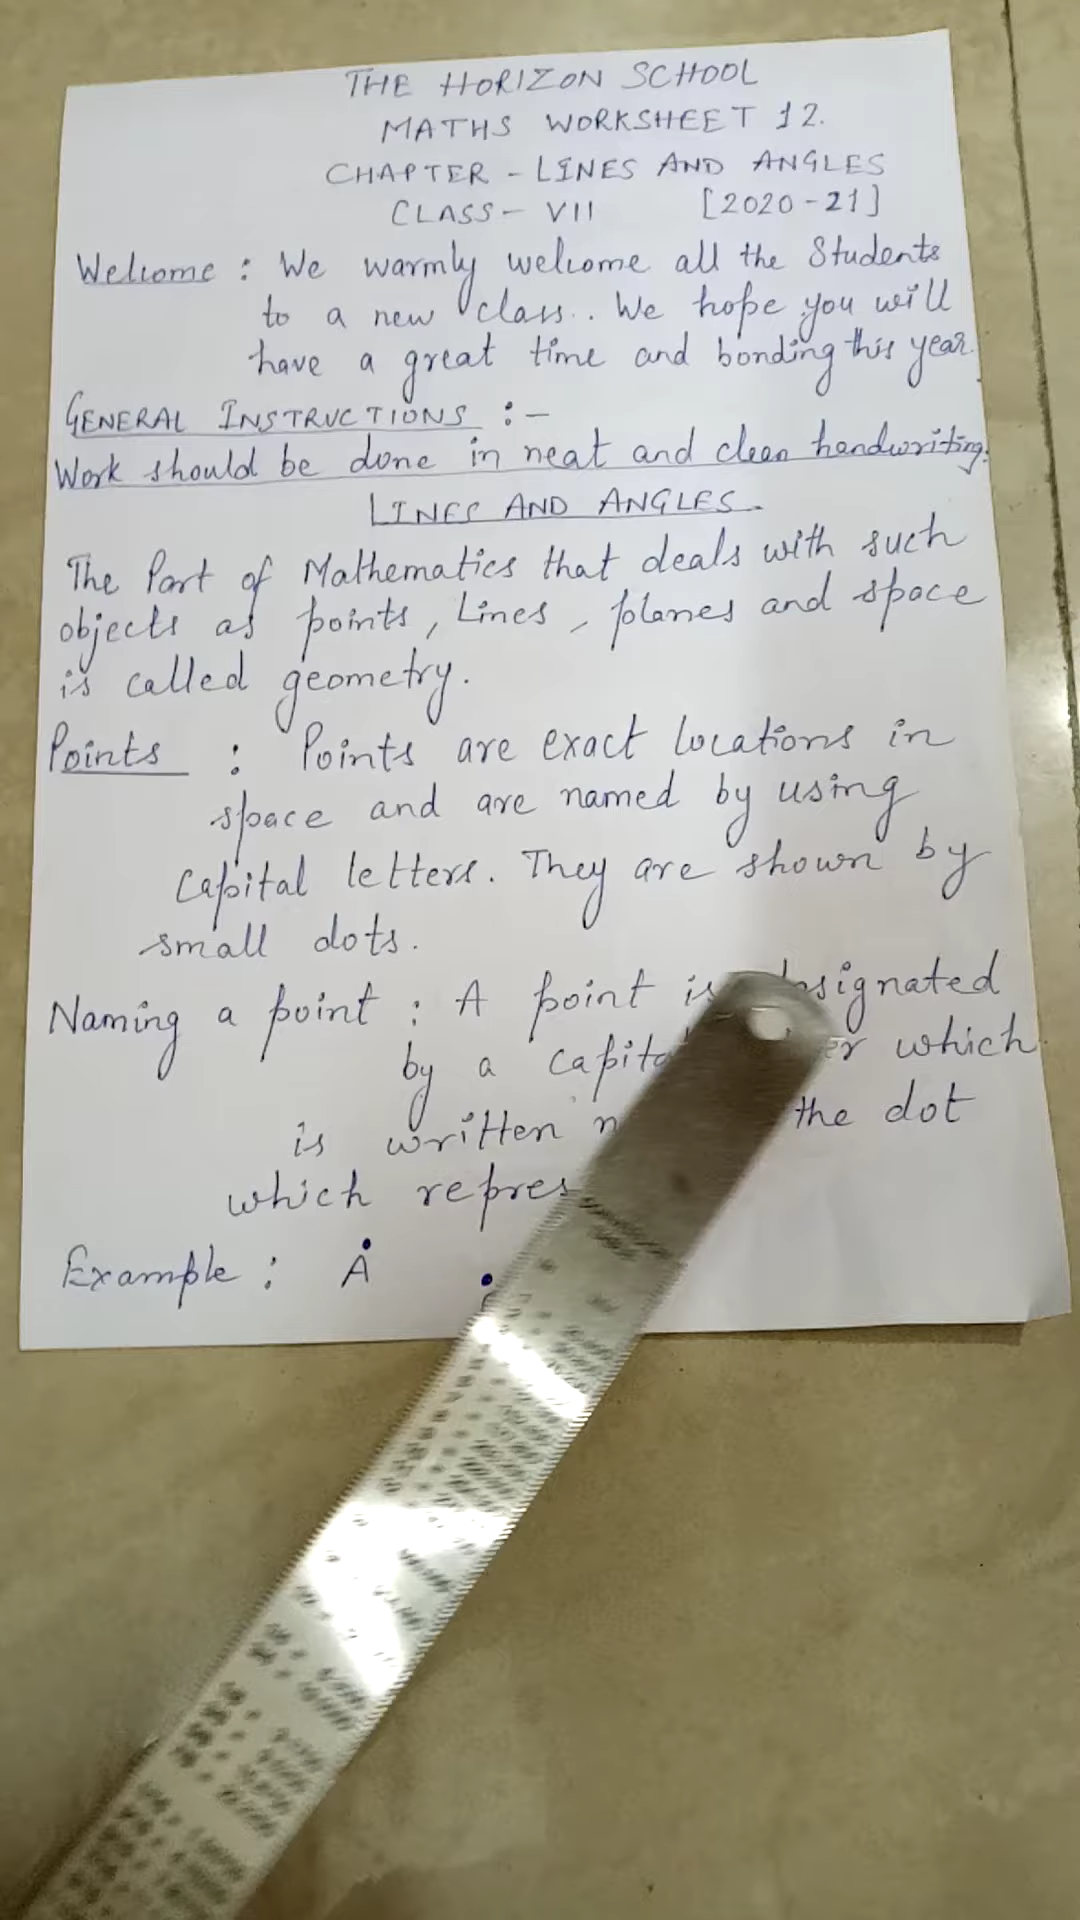 THE HORIZON SCHOOL
MATHS WORKSHEET 12.
CHAPTER - LINES AND ANGLES
CLASS - VII [2020-21]
Welcome : We warmly welcome all the Students
to a new class.. We hope you will
have a great time and bonding this year.
GENERAL INSTRUCTIONS :-
Work should be done in neat and clean handwriting.
LINES AND ANGLES.
The Part of Mathematics that deals with such
objects as points, Lines, planes and space
is called geometry.
Points : Points are exact locations in
space and are named by using
Capital letters. They are shown by
small dots.
Naming a point : A point is
by a which
is written the dot
which
Example : A